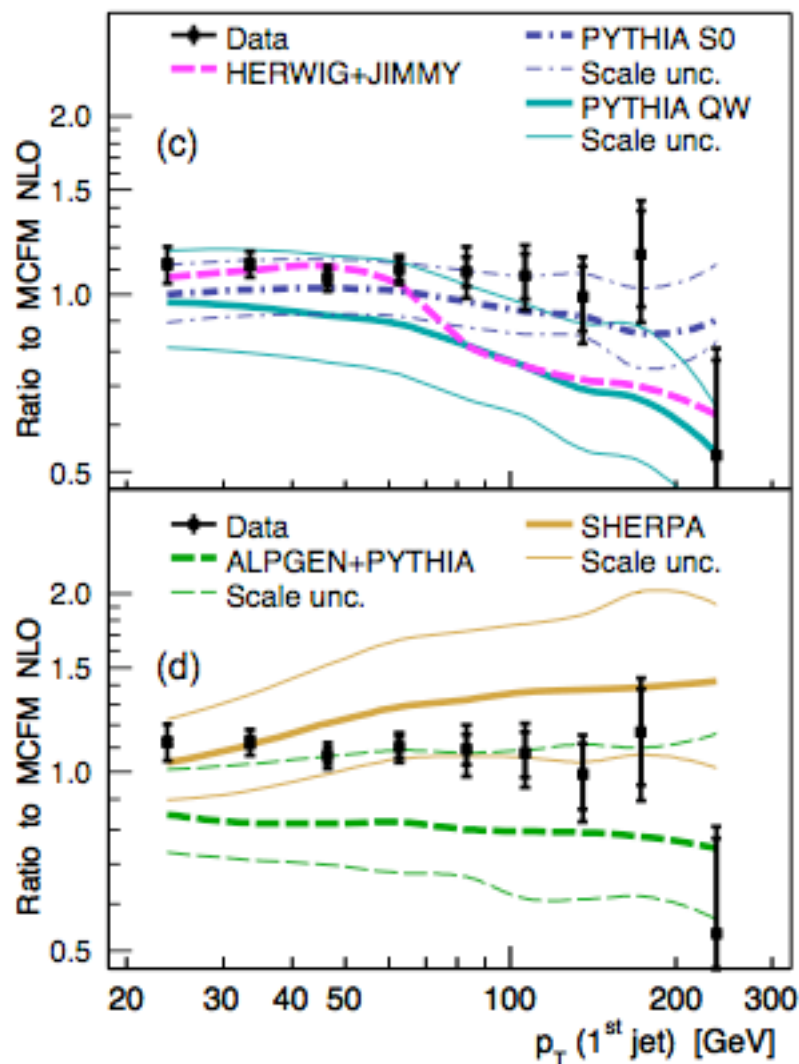 Data
HERWIG+JIMMY
PYTHIA S0
Scale unc.
PYTHIA QW
Scale unc.
(c)
2.0
1.5
1.0
0.5
Ratio to MCFM NLO
Data
ALPGEN+PYTHIA
Scale unc.
SHERPA
Scale unc.
(d)
2.0
1.5
1.0
0.5
Ratio to MCFM NLO
20 30 40 50 100 200 300
p_T (1^st jet) [GeV]